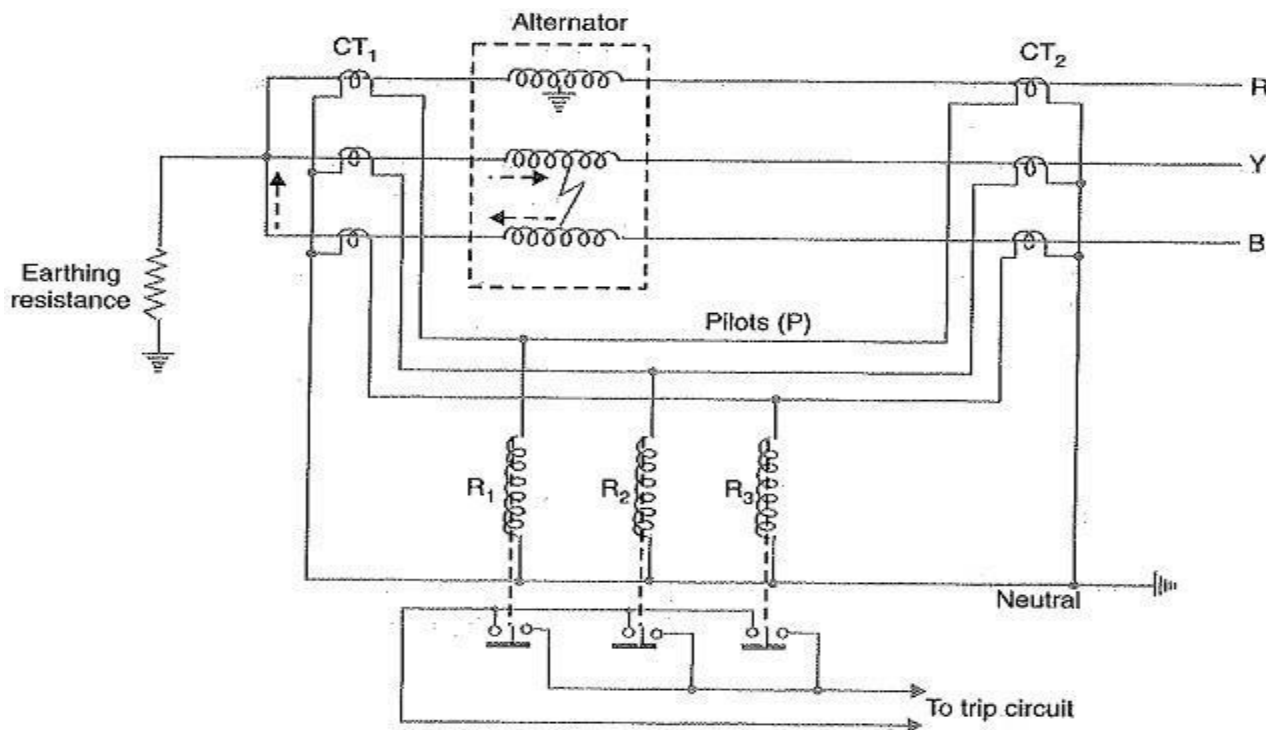 Alternator
CT1
CT2
R
Y
B
Earthing
resistance
Pilots (P)
R1
R2
R3
Neutral
To trip circuit